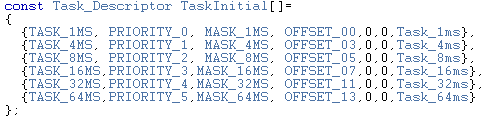 const Task_Descriptor TaskInitial[]=
{
{TASK_1MS, PRIORITY_0, MASK_1MS, OFFSET_00,0,0,Task_1ms},
{TASK_4MS, PRIORITY_1, MASK_4MS, OFFSET_03,0,0,Task_4ms},
{TASK_8MS, PRIORITY_2, MASK_8MS, OFFSET_05,0,0,Task_8ms},
{TASK_16MS,PRIORITY_3,MASK_16MS, OFFSET_07,0,0,Task_16ms},
{TASK_32MS,PRIORITY_4,MASK_32MS, OFFSET_11,0,0,Task_32ms},
{TASK_64MS,PRIORITY_5,MASK_64MS, OFFSET_13,0,0,Task_64ms}
};